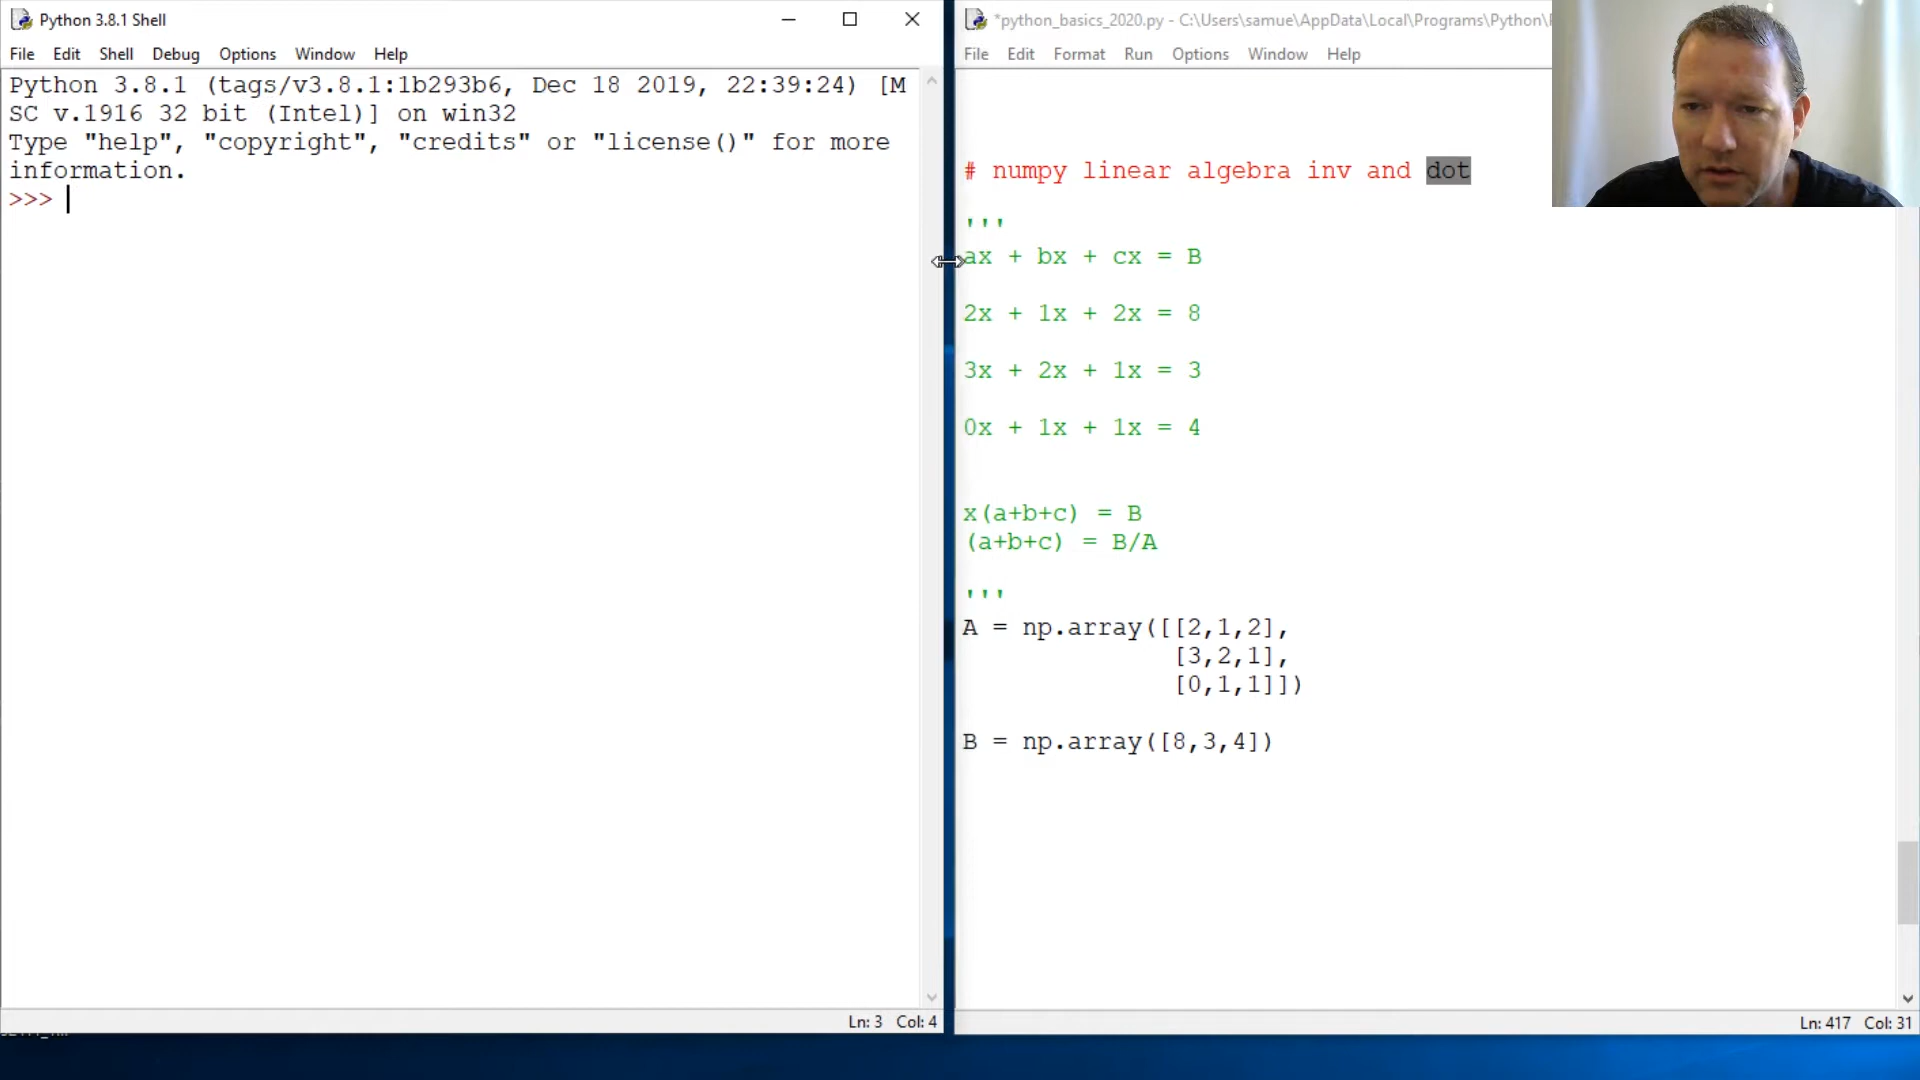 Python 3.8.1 Shell
File Edit Shell Debug Options Window Help
Python 3.8.1 (tags/v3.8.1:1b293b6, Dec 18 2019, 22:39:24) [M
SC v.1916 32 bit (Intel)] on win32
Type "help", "copyright", "credits" or "license()" for more
information.
>>>
Ln: 3 Col: 4
*python_basics_2020.py - C:\Users\samue\AppData\Local\Programs\Python\
File Edit Format Run Options Window Help
# numpy linear algebra inv and dot
'''
ax + bx + cx = B
2x + 1x + 2x = 8
3x + 2x + 1x = 3
0x + 1x + 1x = 4
x(a+b+c) = B
(a+b+c) = B/A
'''
A = np.array([[2,1,2],
[3,2,1],
[0,1,1]])
B = np.array([8,3,4])
Ln: 417 Col: 31